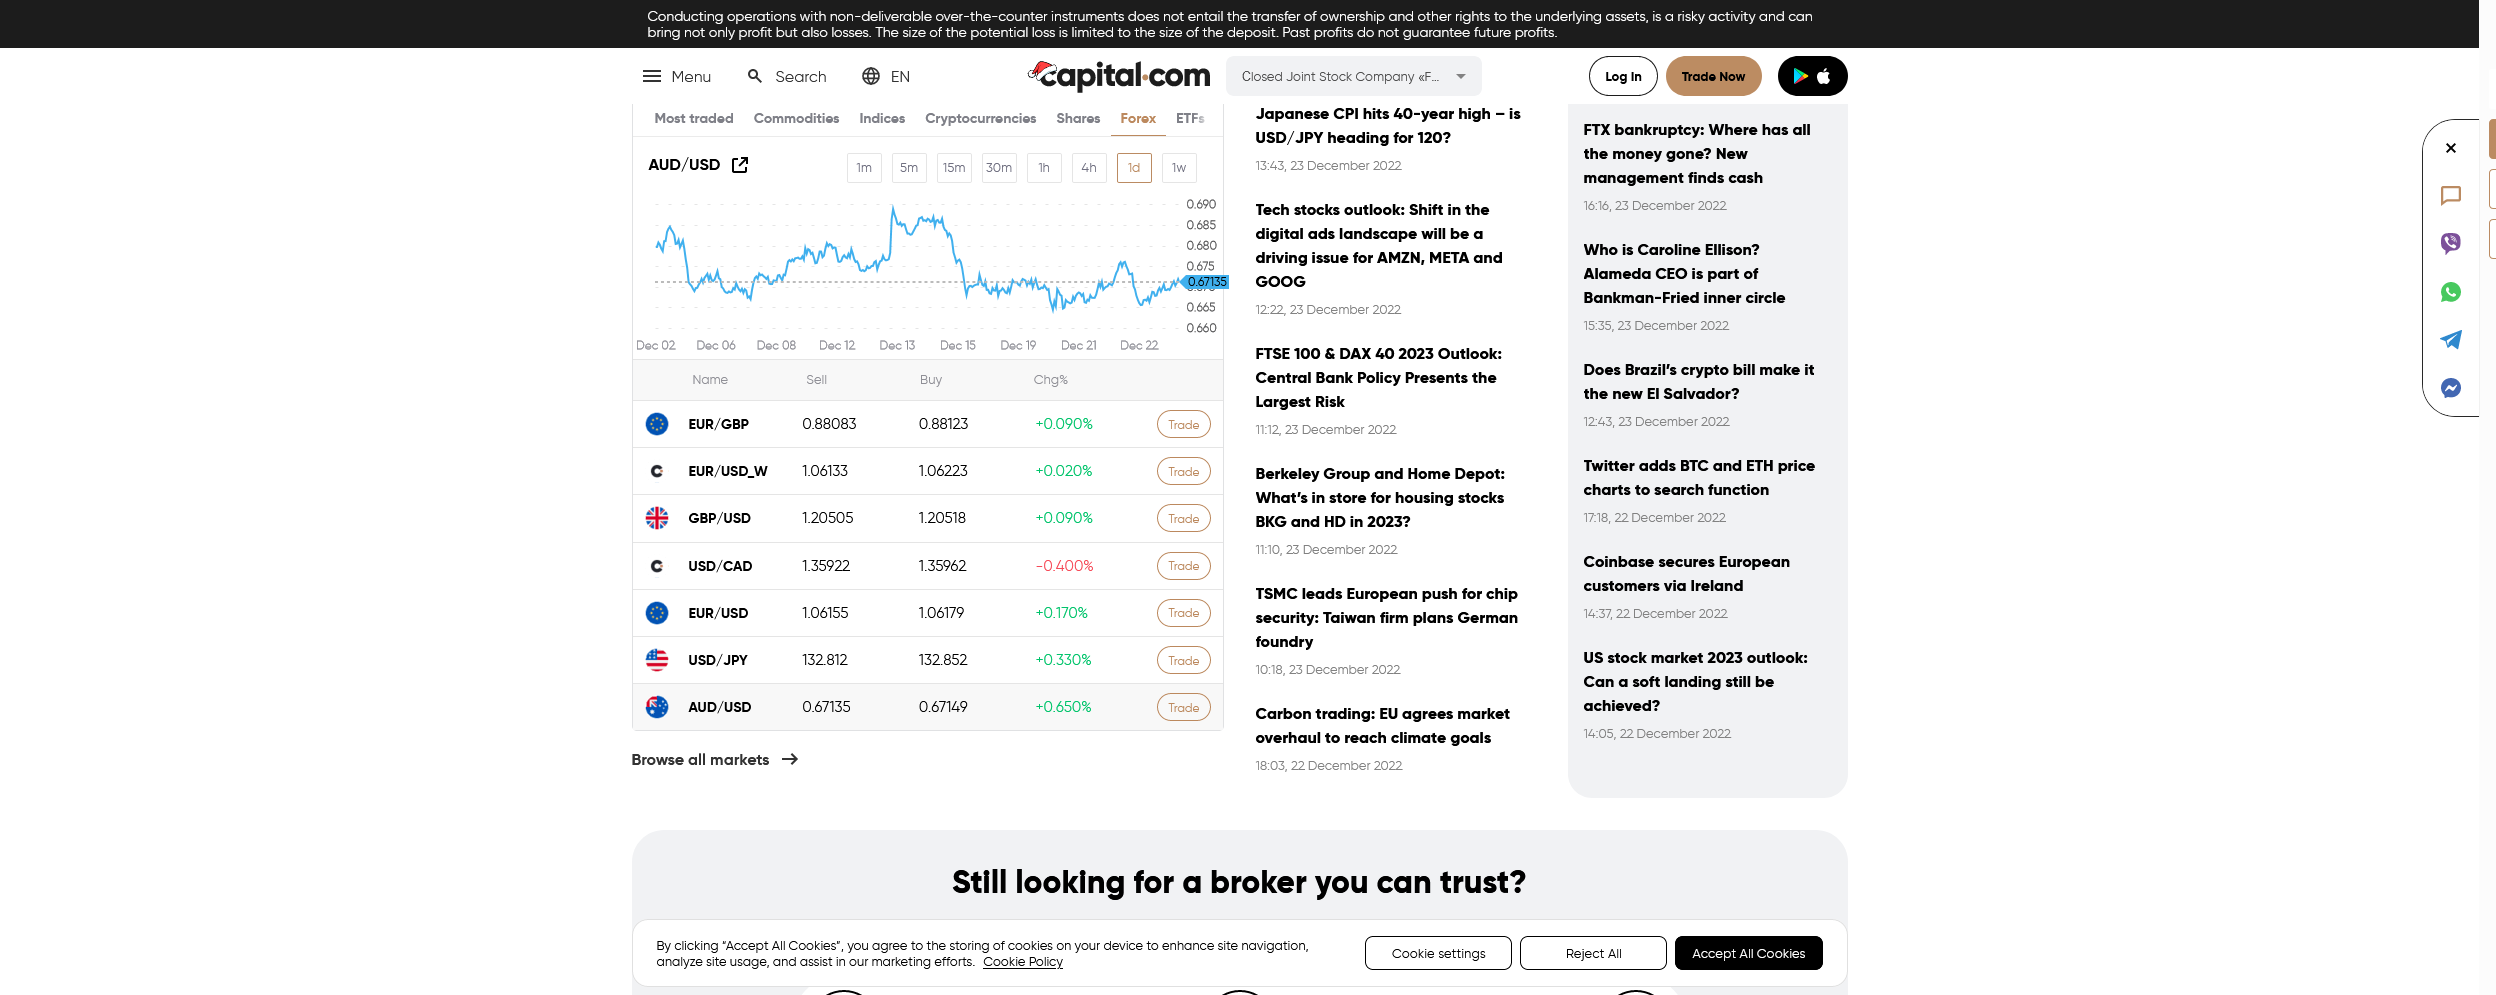 Conducting operations with non-deliverable over-the-counter instruments does not entail the transfer of ownership and other rights to the underlying assets, is a risky activity and can
bring not only profit but also losses. The size of the potential loss is limited to the size of the deposit. Past profits do not guarantee future profits.
Menu Search EN capital.com Closed Joint Stock Company «F... Log In Trade Now
Most traded Commodities Indices Cryptocurrencies Shares Forex ETFs
AUD/USD 1m 5m 15m 30m 1h 4h 1d 1w
0.690
0.685
0.680
0.675
0.67135
0.665
0.660
Dec 02 Dec 06 Dec 08 Dec 12 Dec 13 Dec 15 Dec 19 Dec 21 Dec 22
Name Sell Buy Chg%
EUR/GBP 0.88083 0.88123 +0.090% Trade
EUR/USD_W 1.06133 1.06223 +0.020% Trade
GBP/USD 1.20505 1.20518 +0.090% Trade
USD/CAD 1.35922 1.35962 -0.400% Trade
EUR/USD 1.06155 1.06179 +0.170% Trade
USD/JPY 132.812 132.852 +0.330% Trade
AUD/USD 0.67135 0.67149 +0.650% Trade
Browse all markets
Japanese CPI hits 40-year high – is
USD/JPY heading for 120?
13:43, 23 December 2022
Tech stocks outlook: Shift in the
digital ads landscape will be a
driving issue for AMZN, META and
GOOG
12:22, 23 December 2022
FTSE 100 & DAX 40 2023 Outlook:
Central Bank Policy Presents the
Largest Risk
11:12, 23 December 2022
Berkeley Group and Home Depot:
What's in store for housing stocks
BKG and HD in 2023?
11:10, 23 December 2022
TSMC leads European push for chip
security: Taiwan firm plans German
foundry
10:18, 23 December 2022
Carbon trading: EU agrees market
overhaul to reach climate goals
18:03, 22 December 2022
FTX bankruptcy: Where has all
the money gone? New
management finds cash
16:16, 23 December 2022
Who is Caroline Ellison?
Alameda CEO is part of
Bankman-Fried inner circle
15:35, 23 December 2022
Does Brazil's crypto bill make it
the new El Salvador?
12:43, 23 December 2022
Twitter adds BTC and ETH price
charts to search function
17:18, 22 December 2022
Coinbase secures European
customers via Ireland
14:37, 22 December 2022
US stock market 2023 outlook:
Can a soft landing still be
achieved?
14:05, 22 December 2022
Still looking for a broker you can trust?
By clicking “Accept All Cookies”, you agree to the storing of cookies on your device to enhance site navigation,
analyze site usage, and assist in our marketing efforts. Cookie Policy
Cookie settings Reject All Accept All Cookies